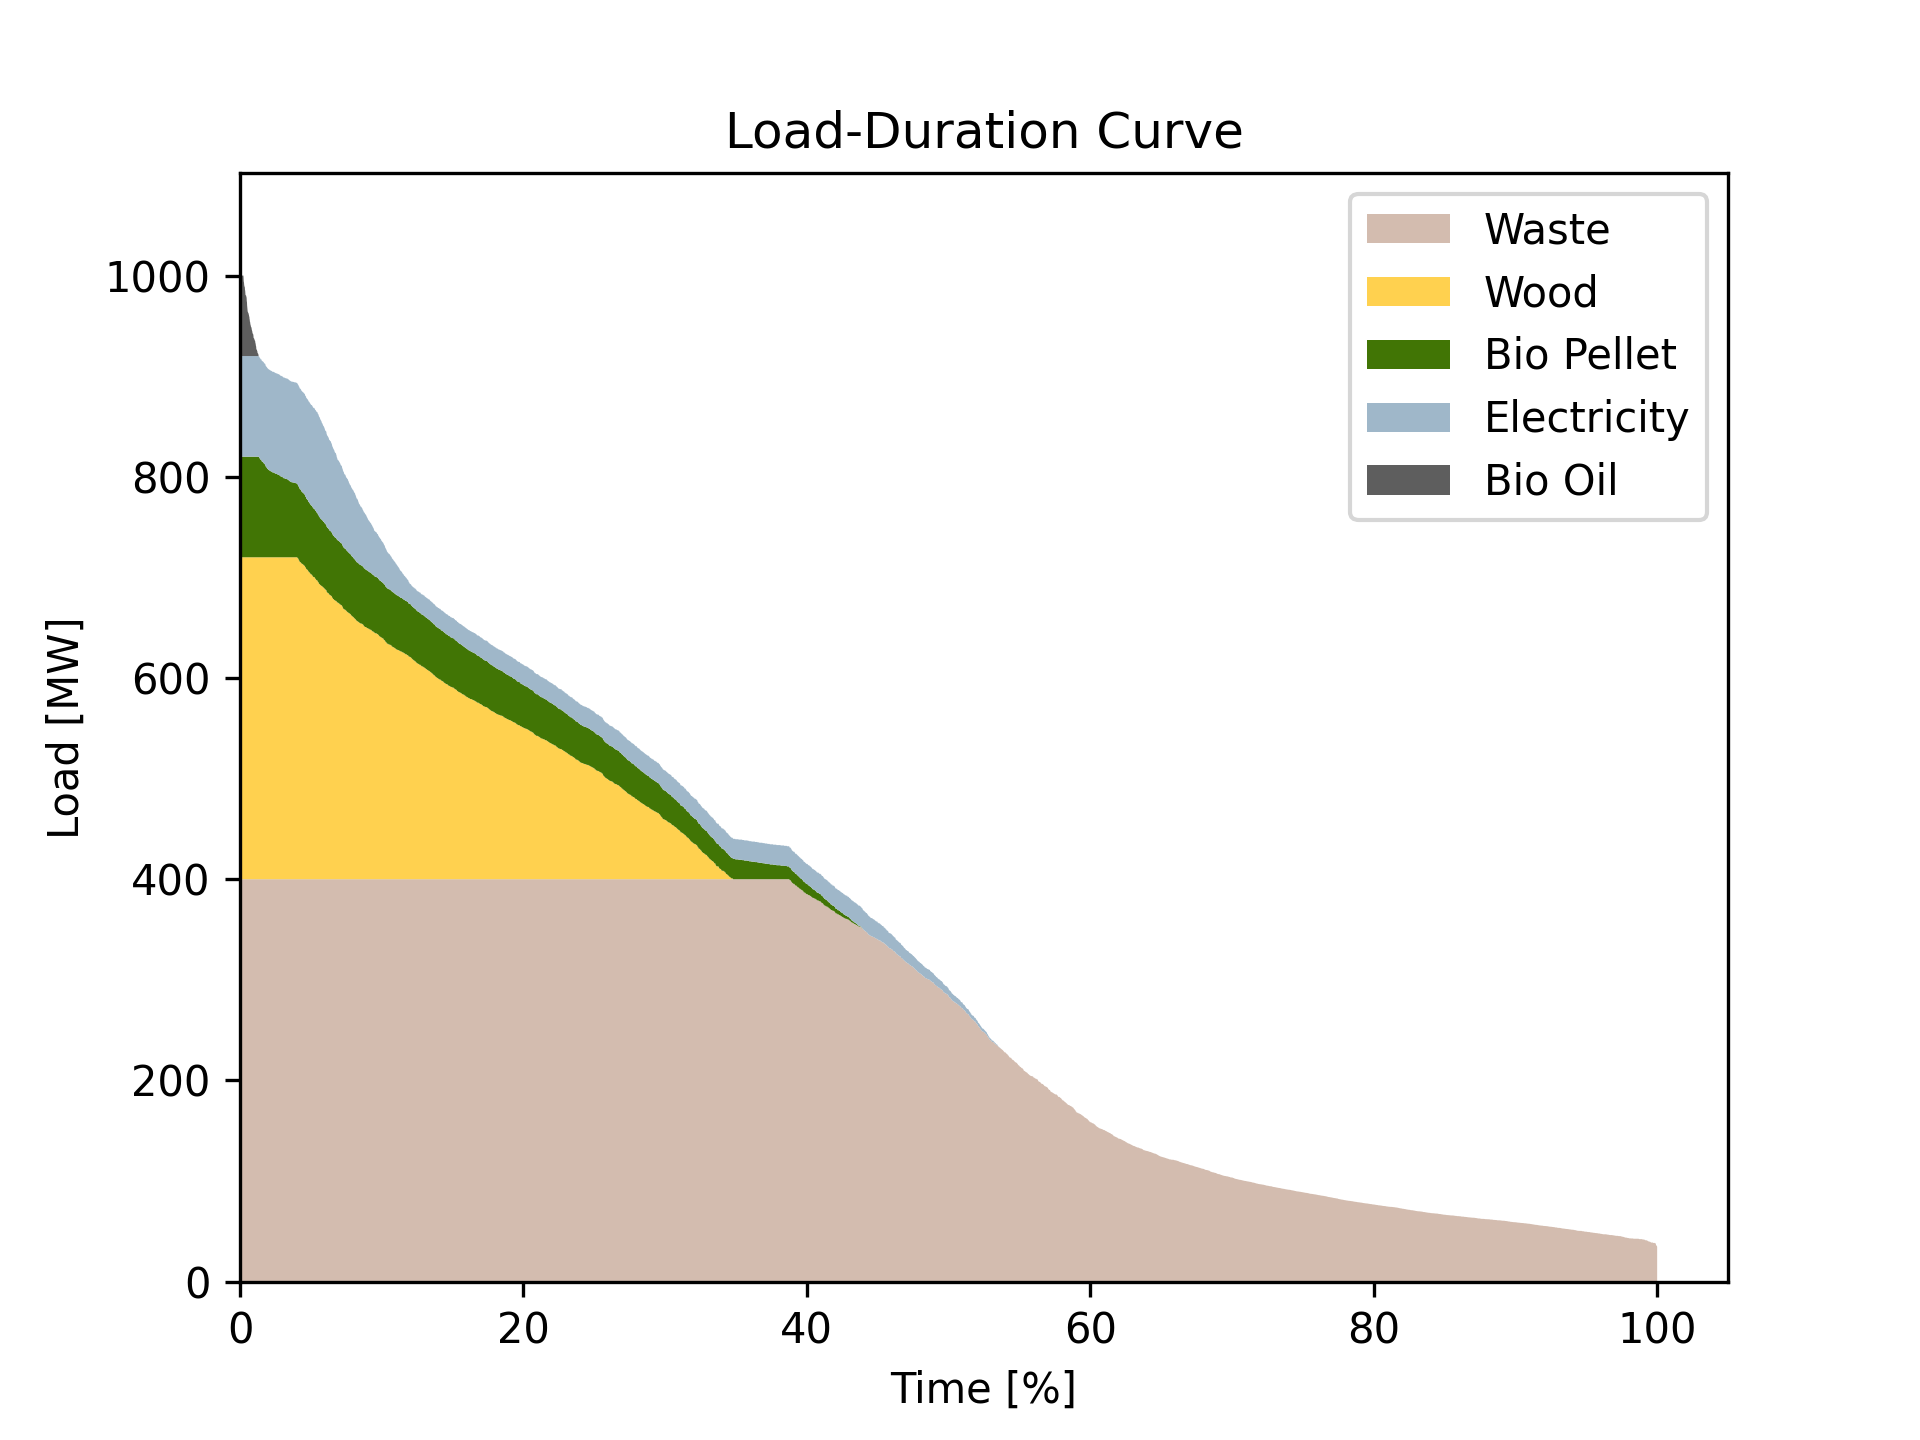 Load-Duration Curve
Waste
Wood
Bio Pellet
Electricity
Bio Oil
1000
800
600
400
200
0
Load [MW]
0 20 40 60 80 100
Time [%]